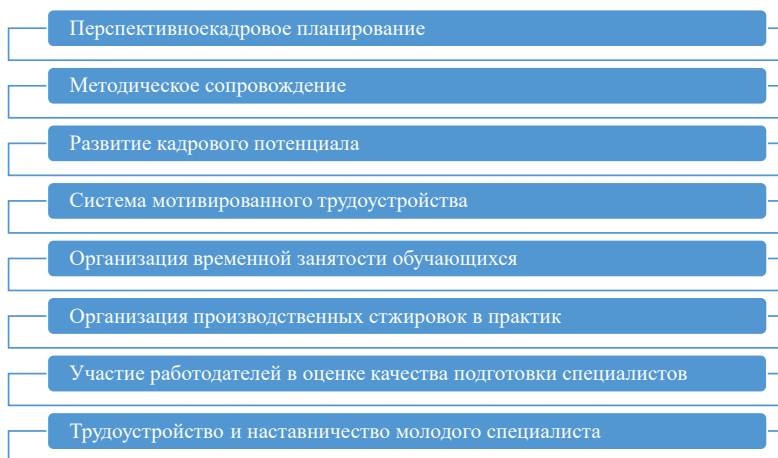 Перспективноекадровое планирование
Методическое сопровождение
Развитие кадрового потенциала
Система мотивированного трудоустройства
Организация временной занятости обучающихся
Организация производственных стжировок в практик
Участие работодателей в оценке качества подготовки специалистов
Трудоустройство и наставничество молодого специалиста